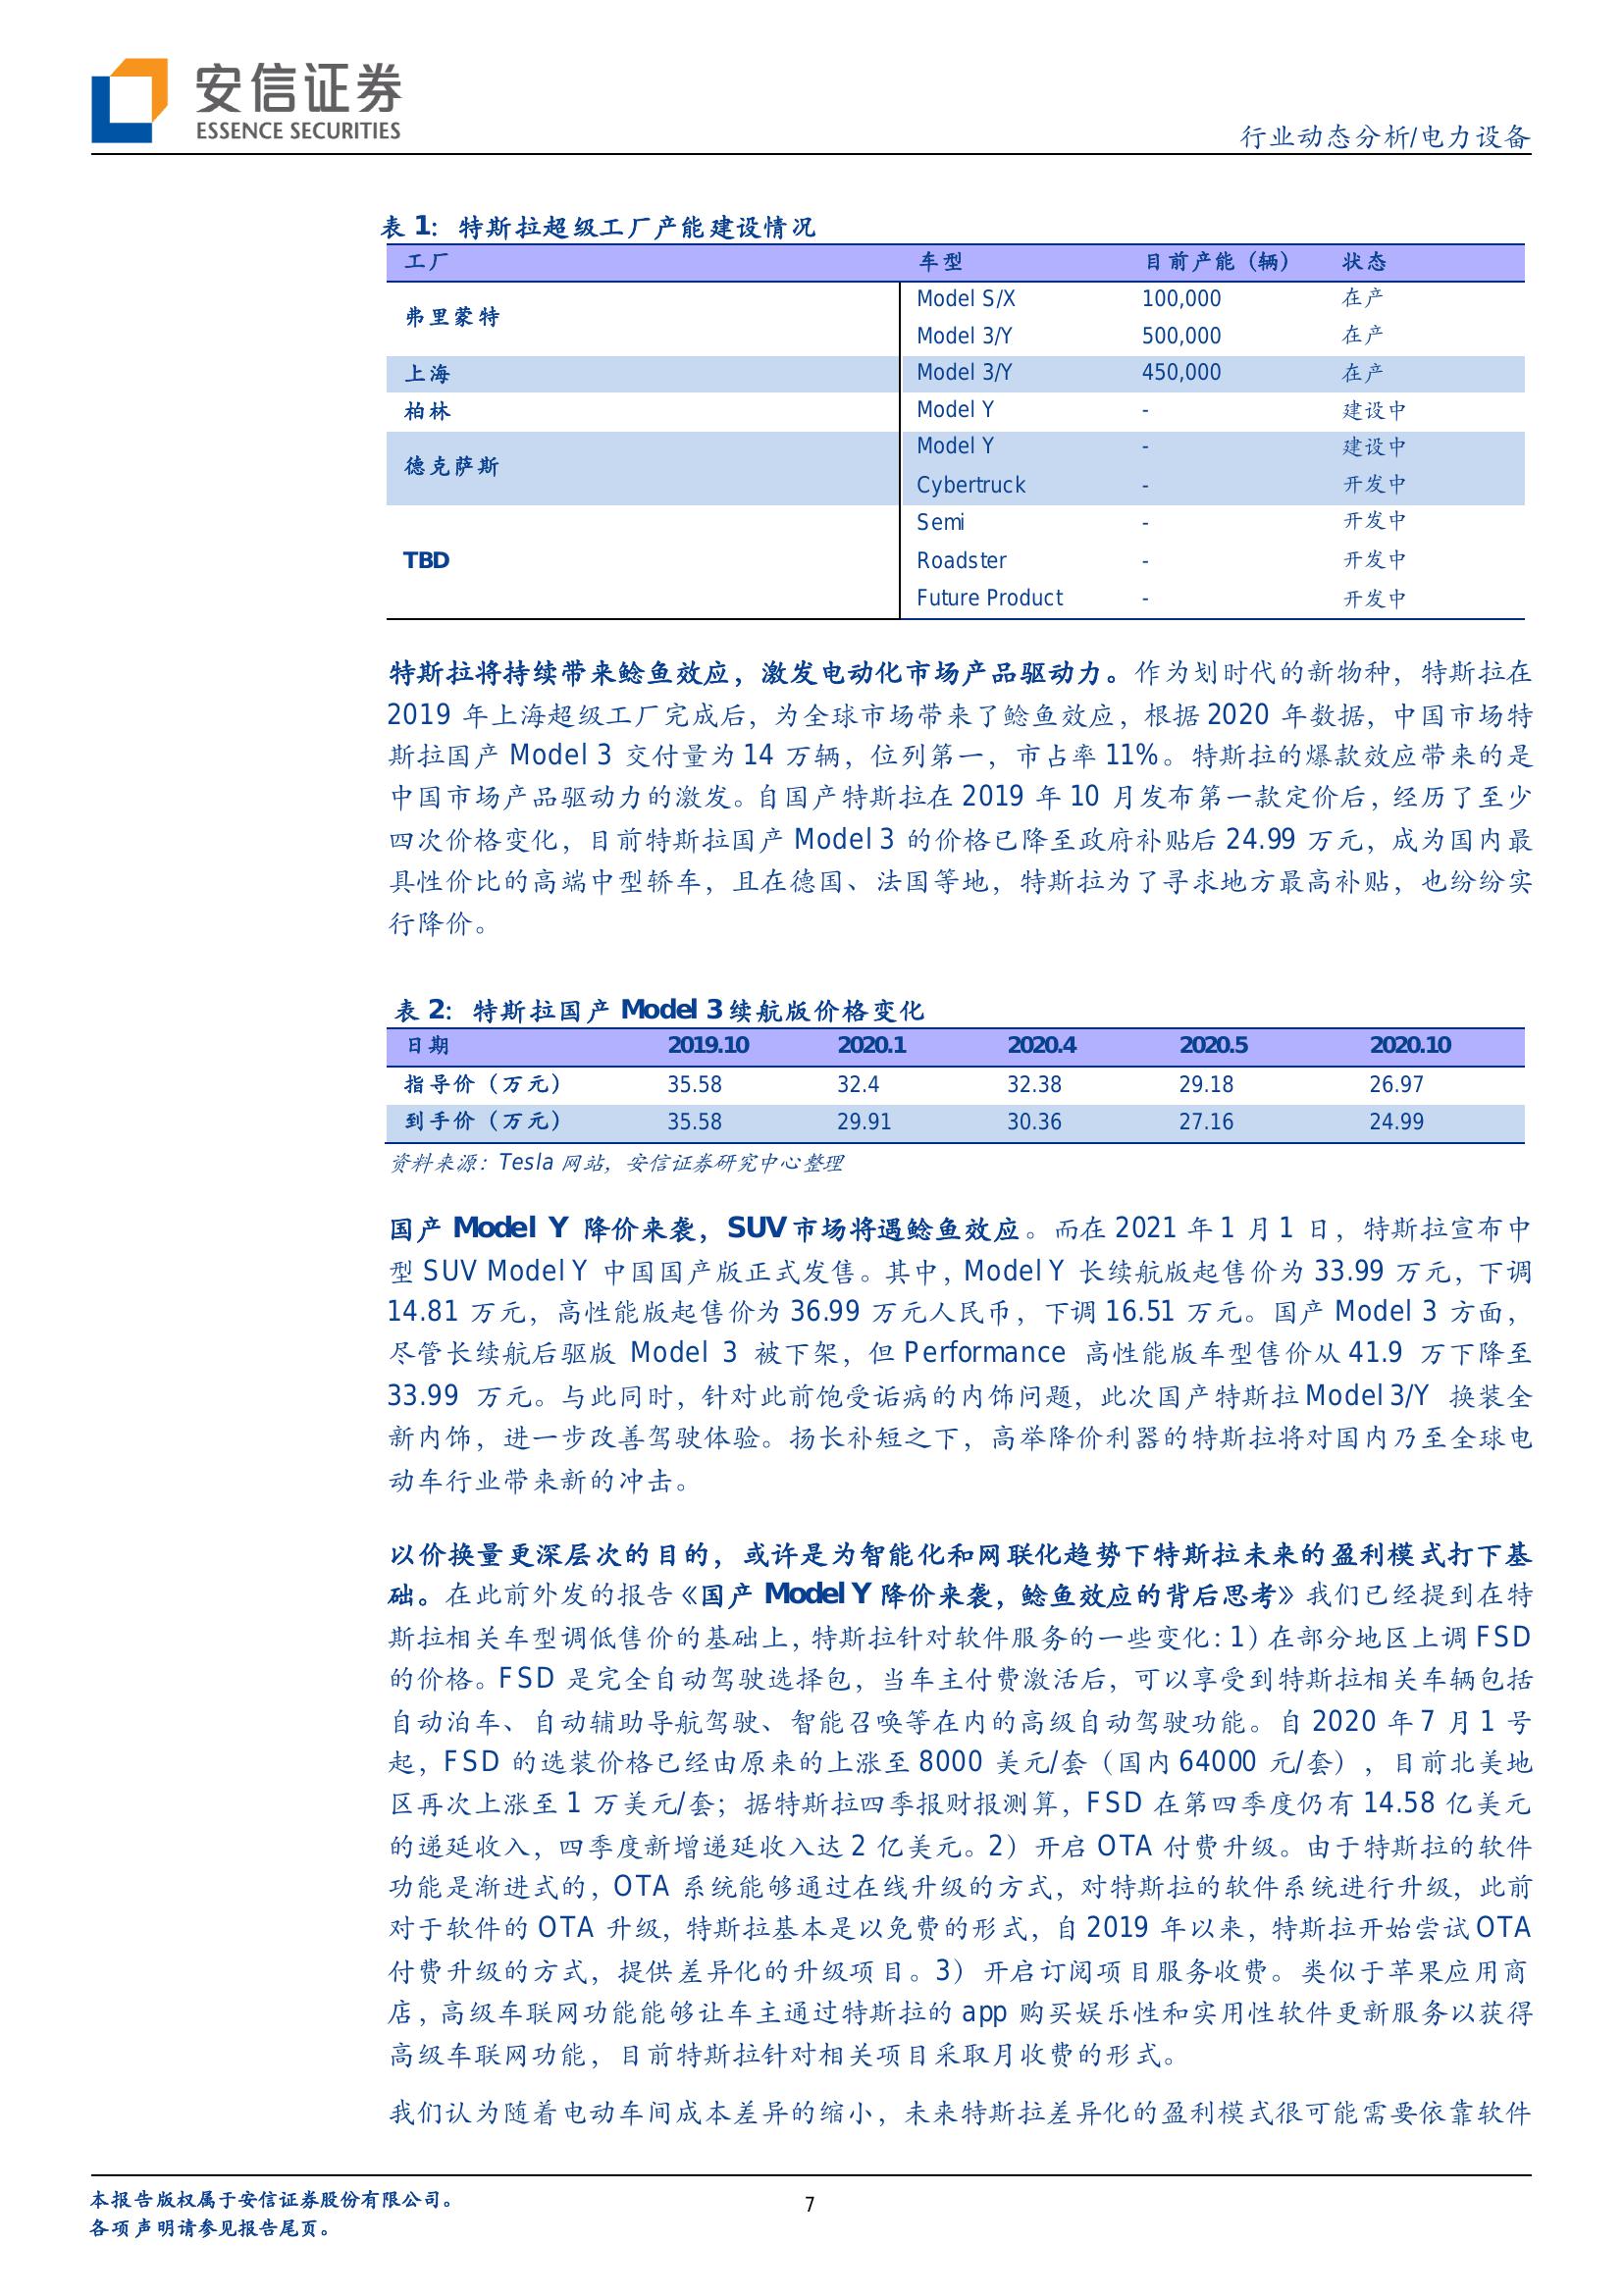 安信证券
ESSENCE SECURITIES
行业动态分析/电力设备
表 1: 特斯拉超级工厂产能建设情况
工厂 车型 目前产能（辆） 状态
弗里蒙特 Model S/X 100,000 在产
Model 3/Y 500,000 在产
上海 Model 3/Y 450,000 在产
柏林 Model Y - 建设中
德克萨斯 Model Y - 建设中
Cybertruck - 开发中
TBD Semi - 开发中
Roadster - 开发中
Future Product - 开发中
特斯拉将持续带来鲶鱼效应，激发电动化市场产品驱动力。作为划时代的新物种，特斯拉在
2019 年上海超级工厂完成后，为全球市场带来了鲶鱼效应，根据 2020 年数据，中国市场特
斯拉国产 Model 3 交付量为 14 万辆，位列第一，市占率 11%。特斯拉的爆款效应带来的是
中国市场产品驱动力的激发。自国产特斯拉在 2019 年 10 月发布第一款定价后，经历了至少
四次价格变化，目前特斯拉国产 Model 3 的价格已降至政府补贴后 24.99 万元，成为国内最
具性价比的高端中型轿车，且在德国、法国等地，特斯拉为了寻求地方最高补贴，也纷纷实
行降价。
表 2: 特斯拉国产 Model 3 续航版价格变化
日期 2019.10 2020.1 2020.4 2020.5 2020.10
指导价（万元） 35.58 32.4 32.38 29.18 26.97
到手价（万元） 35.58 29.91 30.36 27.16 24.99
资料来源：Tesla 网站，安信证券研究中心整理
国产 Model Y 降价来袭，SUV 市场将遇鲶鱼效应。而在 2021 年 1 月 1 日，特斯拉宣布中
型 SUV Model Y 中国国产版正式发售。其中，Model Y 长续航版起售价为 33.99 万元，下调
14.81 万元，高性能版起售价为 36.99 万元人民币，下调 16.51 万元。国产 Model 3 方面，
尽管长续航后驱版 Model 3 被下架，但 Performance 高性能版车型售价从 41.9 万下降至
33.99 万元。与此同时，针对此前饱受诟病的内饰问题，此次国产特斯拉 Model 3/Y 换装全
新内饰，进一步改善驾驶体验。扬长补短之下，高举降价利器的特斯拉将对国内乃至全球电
动车行业带来新的冲击。
以价换量更深层次的目的，或许是为智能化和网联化趋势下特斯拉未来的盈利模式打下基
础。在此前外发的报告《国产 Model Y 降价来袭，鲶鱼效应的背后思考》我们已经提到在特
斯拉相关车型调低售价的基础上，特斯拉针对软件服务的一些变化：1）在部分地区上调 FSD
的价格。FSD 是完全自动驾驶选择包，当车主付费激活后，可以享受到特斯拉相关车辆包括
自动泊车、自动辅助导航驾驶、智能召唤等在内的高级自动驾驶功能。自 2020 年 7 月 1 号
起，FSD 的选装价格已经由原来的上涨至 8000 美元/套（国内 64000 元/套），目前北美地
区再次上涨至 1 万美元/套；据特斯拉四季报财报测算，FSD 在第四季度仍有 14.58 亿美元
的递延收入，四季度新增递延收入达 2 亿美元。2）开启 OTA 付费升级。由于特斯拉的软件
功能是渐进式的，OTA 系统能够通过在线升级的方式，对特斯拉的软件系统进行升级，此前
对于软件的 OTA 升级，特斯拉基本是以免费的形式，自 2019 年以来，特斯拉开始尝试 OTA
付费升级的方式，提供差异化的升级项目。3）开启订阅项目服务收费。类似于苹果应用商
店，高级车联网功能能够让车主通过特斯拉的 app 购买娱乐性和实用性软件更新服务以获得
高级车联网功能，目前特斯拉针对相关项目采取月收费的形式。
我们认为随着电动车间成本差异的缩小，未来特斯拉差异化的盈利模式很可能需要依靠软件
本报告版权属于安信证券股份有限公司。
7
各项声明请参见报告尾页。